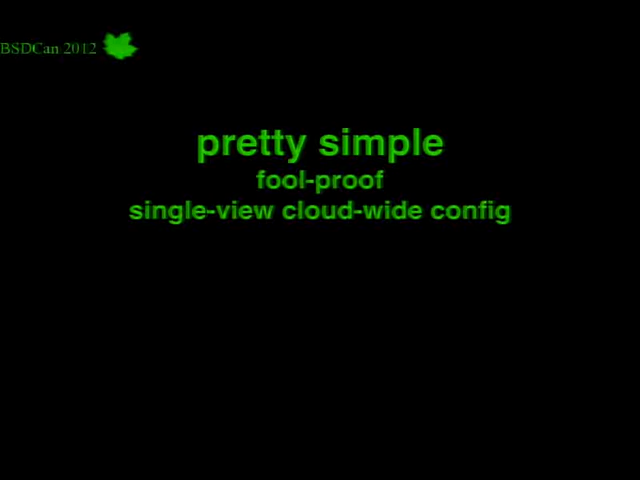 BSDCan 2012
pretty simple
fool-proof
single-view cloud-wide config